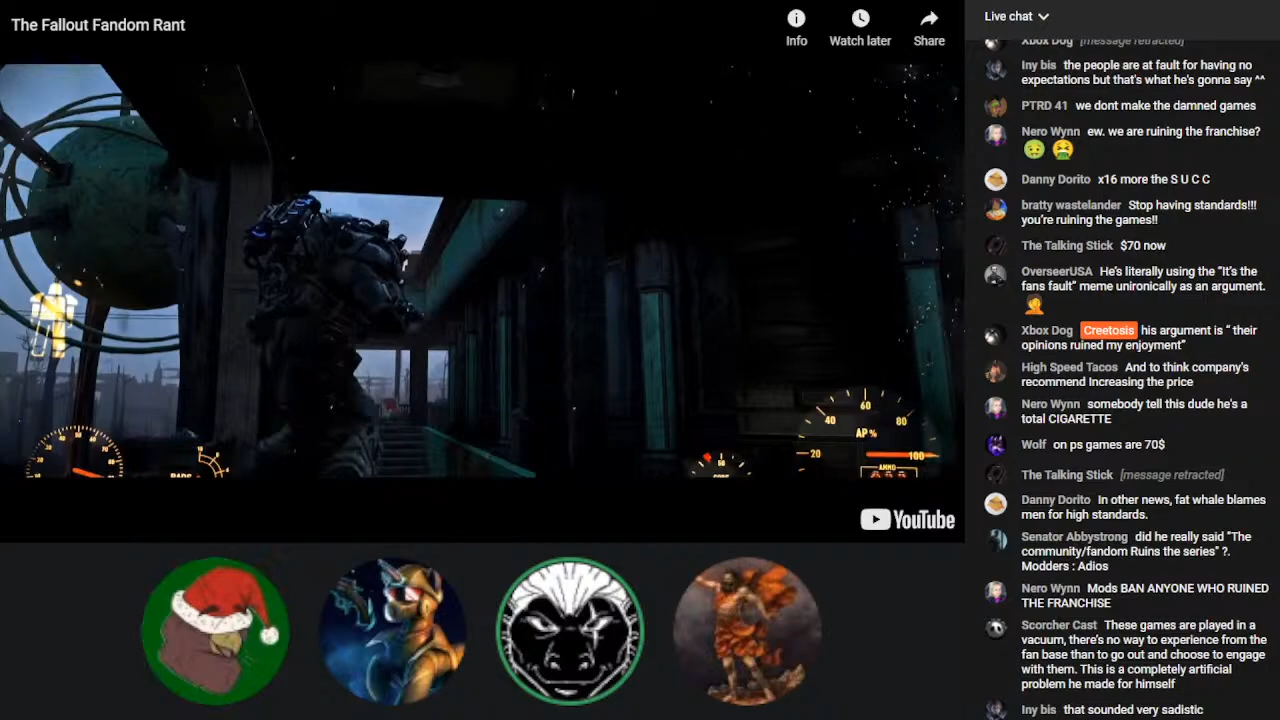 The Fallout Fandom Rant
Info
Watch later
Share
40
60
80
AP%
20
100
AMMO
50
RADS
YouTube
Live chat
Xbox Dog [message retracted]
Iny bis the people are at fault for having no
expectations but that's what he's gonna say ^^
PTRD 41 we dont make the damned games
Nero Wynn ew. we are ruining the franchise?
Danny Dorito x16 more the S U C C
bratty wastelander Stop having standards!!!
you're ruining the games!!
The Talking Stick $70 now
OverseerUSA He's literally using the "It's the
fans fault" meme unironically as an argument.
Xbox Dog Creetosis his argument is " their
opinions ruined my enjoyment"
High Speed Tacos And to think company's
recommend Increasing the price
Nero Wynn somebody tell this dude he's a
total CIGARETTE
Wolf on ps games are 70$
The Talking Stick [message retracted]
Danny Dorito In other news, fat whale blames
men for high standards.
Senator Abbystrong did he really said "The
community/fandom Ruins the series" ?.
Modders : Adios
Nero Wynn Mods BAN ANYONE WHO RUINED
THE FRANCHISE
Scorcher Cast These games are played in a
vacuum, there's no way to experience from the
fan base than to go out and choose to engage
with them. This is a completely artificial
problem he made for himself
Iny bis that sounded very sadistic